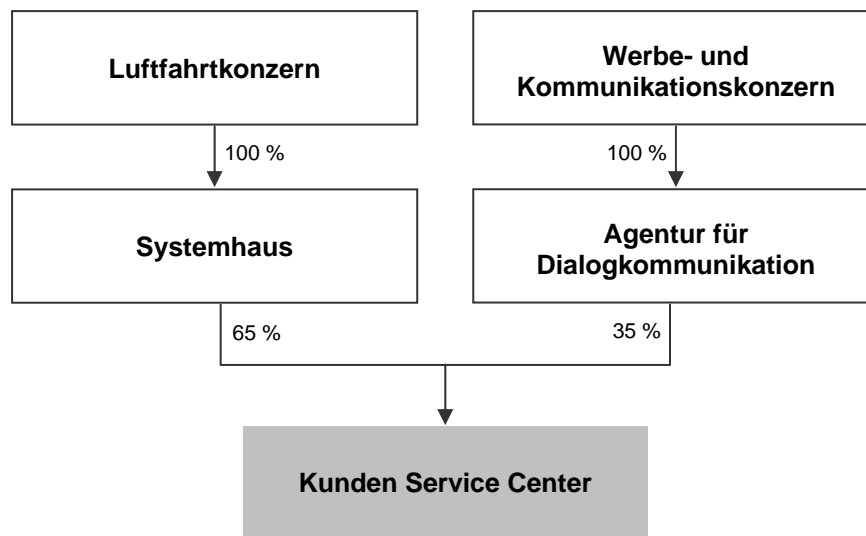 Luftfahrtkonzern
Werbe- und
Kommunikationskonzern
100 %
100 %
Systemhaus
Agentur für
Dialogkommunikation
65 %
35 %
Kunden Service Center